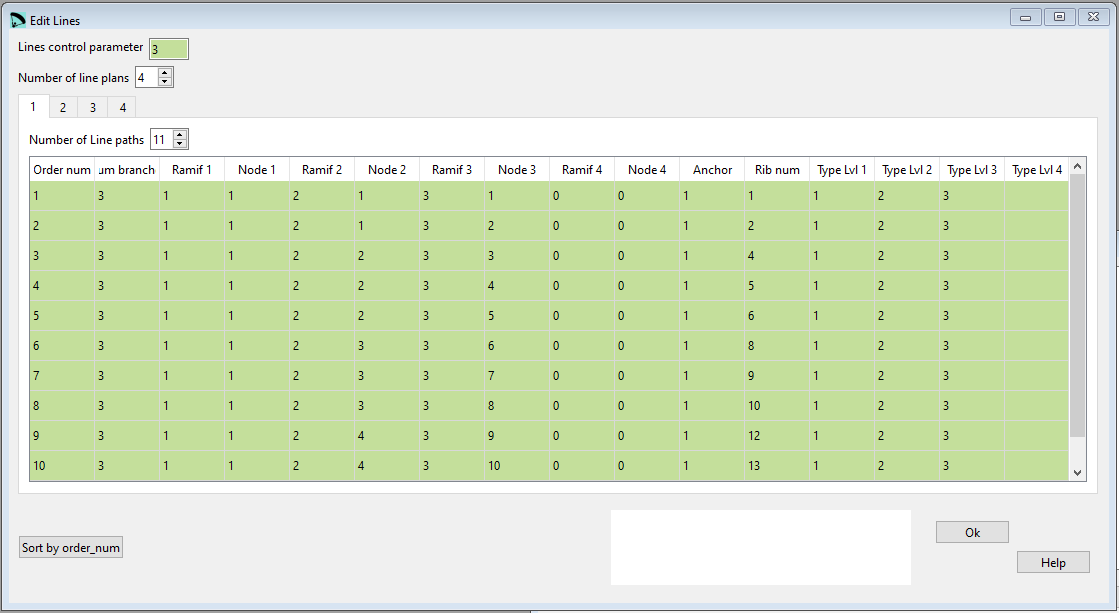 Edit Lines
Lines control parameter 3
Number of line plans 4
1 2 3 4
Number of Line paths 11
Order num um branch Ramif 1 Node 1 Ramif 2 Node 2 Ramif 3 Node 3 Ramif 4 Node 4 Anchor Rib num Type Lvl 1 Type Lvl 2 Type Lvl 3 Type Lvl 4
1 3 1 1 2 1 3 1 0 0 1 1 1 2 3
2 3 1 1 2 1 3 2 0 0 1 2 1 2 3
3 3 1 1 2 2 3 3 0 0 1 4 1 2 3
4 3 1 1 2 2 3 4 0 0 1 5 1 2 3
5 3 1 1 2 2 3 5 0 0 1 6 1 2 3
6 3 1 1 2 3 3 6 0 0 1 8 1 2 3
7 3 1 1 2 3 3 7 0 0 1 9 1 2 3
8 3 1 1 2 3 3 8 0 0 1 10 1 2 3
9 3 1 1 2 4 3 9 0 0 1 12 1 2 3
10 3 1 1 2 4 3 10 0 0 1 13 1 2 3
Sort by order_num
Ok
Help